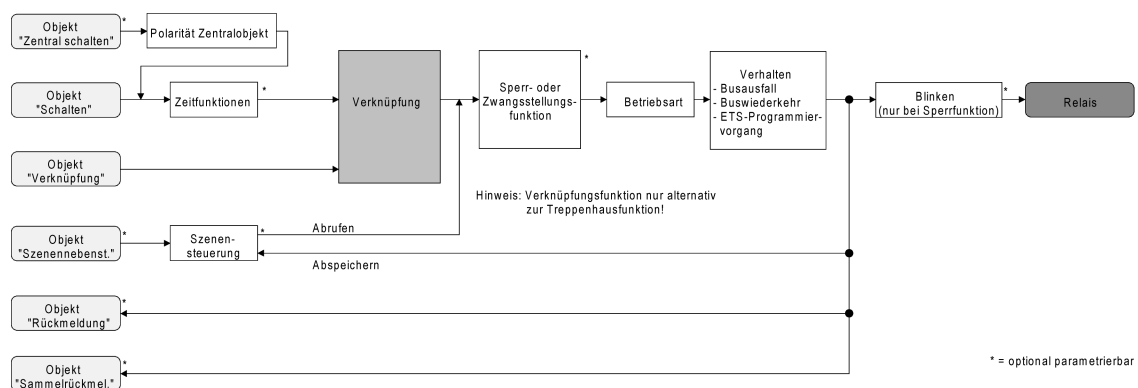 Objekt
"Zentral schalten"
*
Polarität Zentralobjekt
Objekt
"Schalten"
Zeitfunktionen
*
Verknüpfung
Sperr- oder
Zwangsstellungs-
funktion
*
Betriebsart
Verhalten
- Busausfall
- Buswiederkehr
- ETS-Programmier-
vorgang
Blinken
(nur bei Sperrfunktion)
*
Relais
Objekt
"Verknüpfung"
Hinweis: Verknüpfungsfunktion nur alternativ
zur Treppenhausfunktion!
Objekt
"Szenennebenst."
*
Szenen-
steuerung
*
Abrufen
Abspeichern
Objekt
"Rückmeldung"
*
Objekt
"Sammelrückmel."
*
* = optional parametrierbar